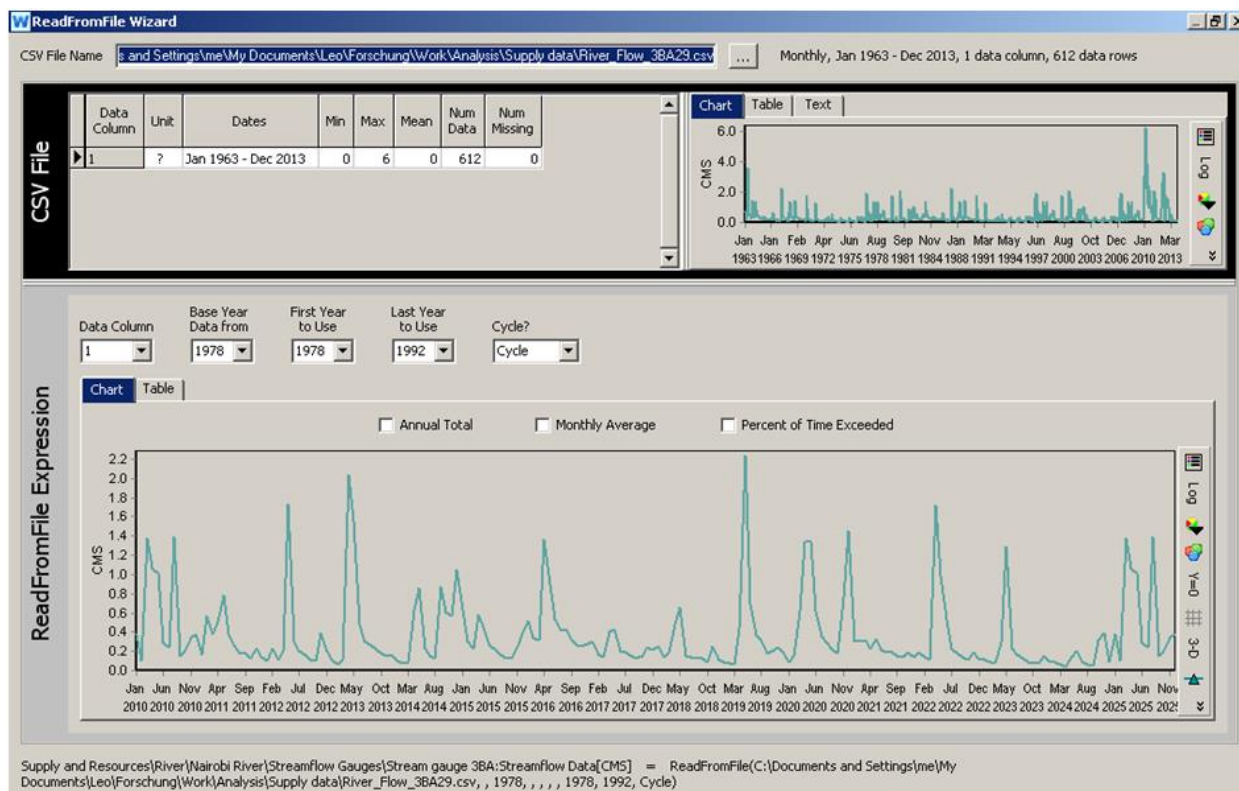 ReadFromFile Wizard
CSV File Name s and Settings\me\My Documents\Leo\Forschung\Work\Analysis\Supply data\River_Flow_3BA29.csv ... Monthly, Jan 1963 - Dec 2013, 1 data column, 612 data rows
CSV File
Data Column Unit Dates Min Max Mean Num Data Num Missing
1 ? Jan 1963 - Dec 2013 0 6 0 612 0
Chart Table Text
6.0
4.0
2.0
0.0
CMS
Jan Jan Feb Apr Jun Aug Sep Nov Jan Mar May Jun Aug Oct Dec Jan Mar
1963 1966 1969 1972 1975 1978 1981 1984 1988 1991 1994 1997 2000 2003 2006 2010 2013
Log
ReadFromFile Expression
Data Column Base Year Data from First Year to Use Last Year to Use Cycle?
1 1978 1978 1992 Cycle
Chart Table
Annual Total Monthly Average Percent of Time Exceeded
2.2
2.0
1.8
1.6
1.4
1.2
1.0
0.8
0.6
0.4
0.2
0.0
CMS
Jan Jun Nov Apr Sep Feb Jul Dec May Oct Mar Aug Jan Jun Nov Apr Sep Feb Jul Dec May Oct Mar Aug Jan Jun Nov Apr Sep Feb Jul Dec May Oct Mar Aug Jan Jun Nov
2010 2010 2010 2011 2011 2012 2012 2012 2013 2013 2014 2014 2015 2015 2015 2016 2016 2017 2017 2017 2018 2018 2019 2019 2020 2020 2020 2021 2021 2022 2022 2022 2023 2023 2024 2024 2025 2025 2025
Log
Y=0
3-D
Supply and Resources\River\Nairobi River\Streamflow Gauges\Stream gauge 3BA:Streamflow Data[CMS] = ReadFromFile(C:\Documents and Settings\me\My
Documents\Leo\Forschung\Work\Analysis\Supply data\River_Flow_3BA29.csv, , 1978, , , , , 1978, 1992, Cycle)